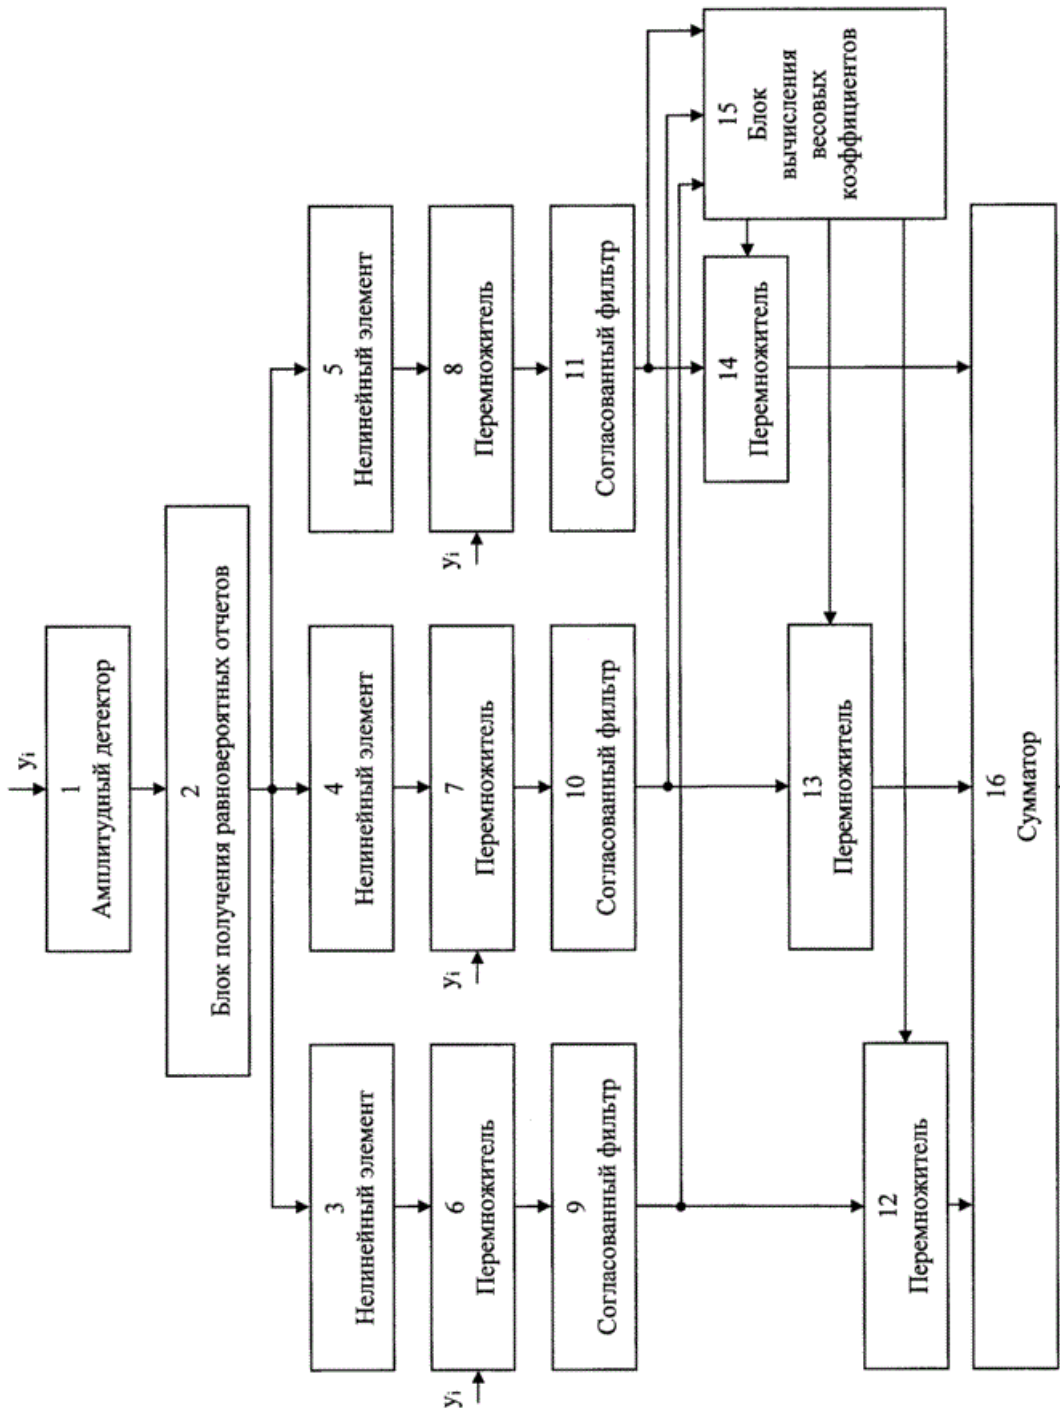 yᵢ
1
Амплитудный детектор
2
Блок получения равновероятных отчетов
3
Нелинейный элемент
4
Нелинейный элемент
5
Нелинейный элемент
yᵢ
6
Перемножитель
yᵢ
7
Перемножитель
yᵢ
8
Перемножитель
9
Согласованный фильтр
10
Согласованный фильтр
11
Согласованный фильтр
12
Перемножитель
13
Перемножитель
14
Перемножитель
15
Блок
вычисления
весовых
коэффициентов
16
Сумматор